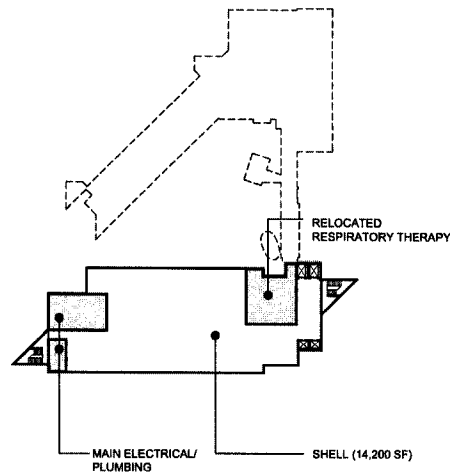 RELOCATED
RESPIRATORY THERAPY
MAIN ELECTRICAL/
PLUMBING
SHELL (14,200 SF)